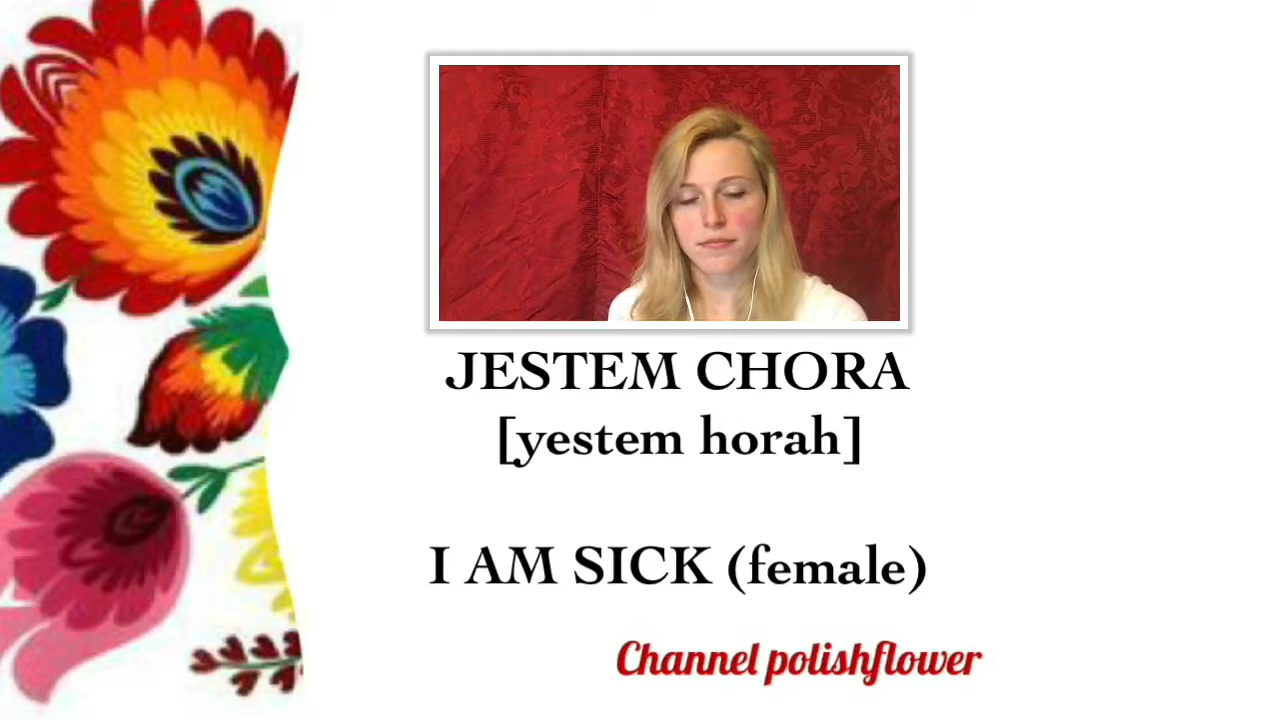 JESTEM CHORA
[yestem horah]
I AM SICK (female)
Channel polishflower